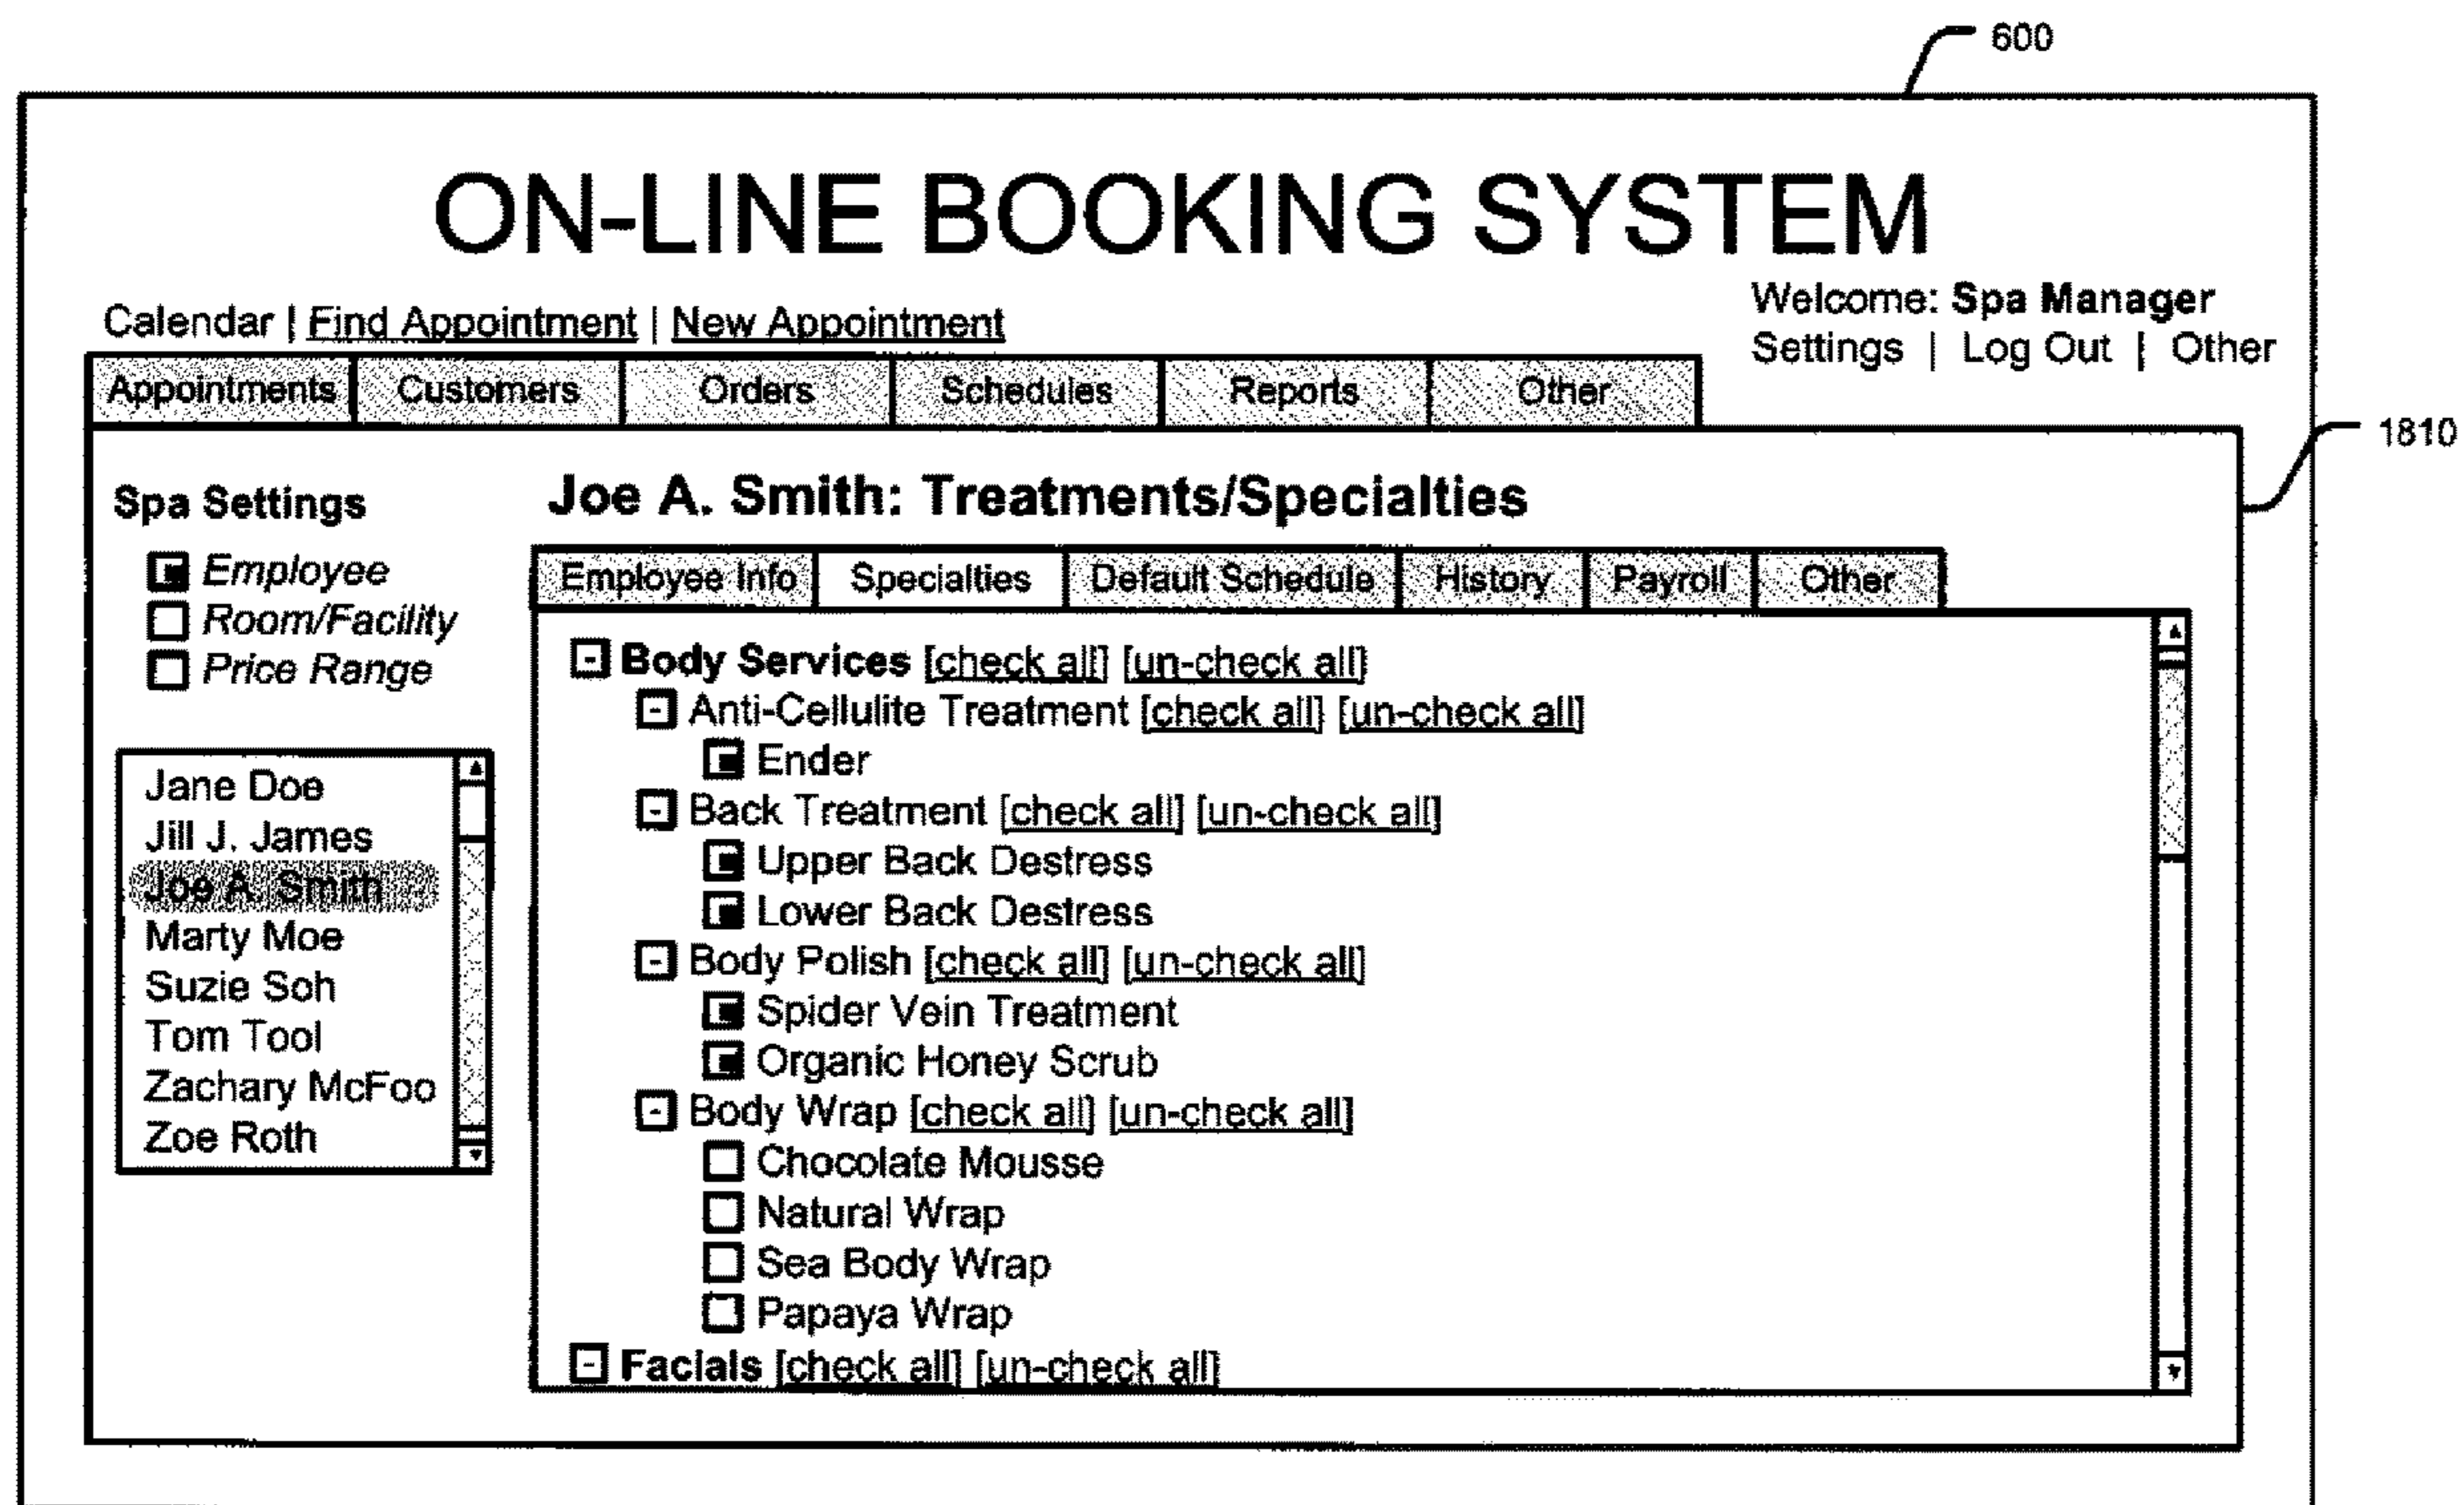 600
ON-LINE BOOKING SYSTEM
Welcome: Spa Manager
Calendar | Find Appointment | New Appointment
Settings | Log Out | Other
Appointments Customers Orders Schedules Reports Other
1810
Spa Settings
Employee
Room/Facility
Price Range
Jane Doe
Jill J. James
Joe A. Smith
Marty Moe
Suzie Soh
Tom Tool
Zachary McFoo
Zoe Roth
Joe A. Smith: Treatments/Specialties
Employee Info Specialties Default Schedule History Payroll Other
- Body Services [check all] [un-check all]
- Anti-Cellulite Treatment [check all] [un-check all]
Ender
- Back Treatment [check all] [un-check all]
Upper Back Destress
Lower Back Destress
- Body Polish [check all] [un-check all]
Spider Vein Treatment
Organic Honey Scrub
- Body Wrap [check all] [un-check all]
Chocolate Mousse
Natural Wrap
Sea Body Wrap
Papaya Wrap
- Facials [check all] [un-check all]